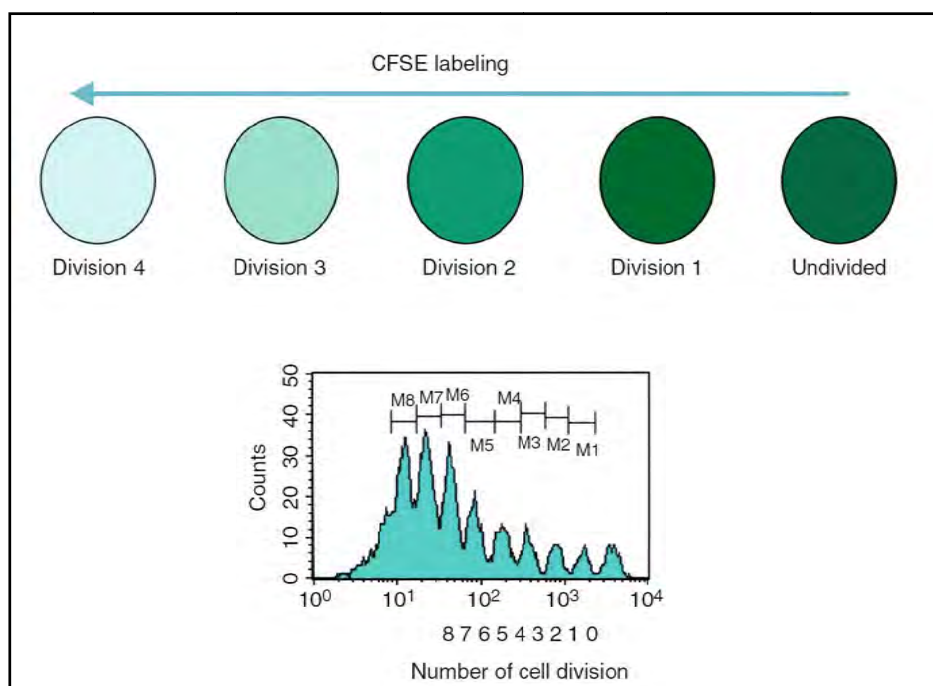 CFSE labeling
Division 4 Division 3 Division 2 Division 1 Undivided
50
40
30
20
10
0
Counts
M8 M7 M6 M5 M4 M3 M2 M1
10⁰ 10¹ 10² 10³ 10⁴
8 7 6 5 4 3 2 1 0
Number of cell division